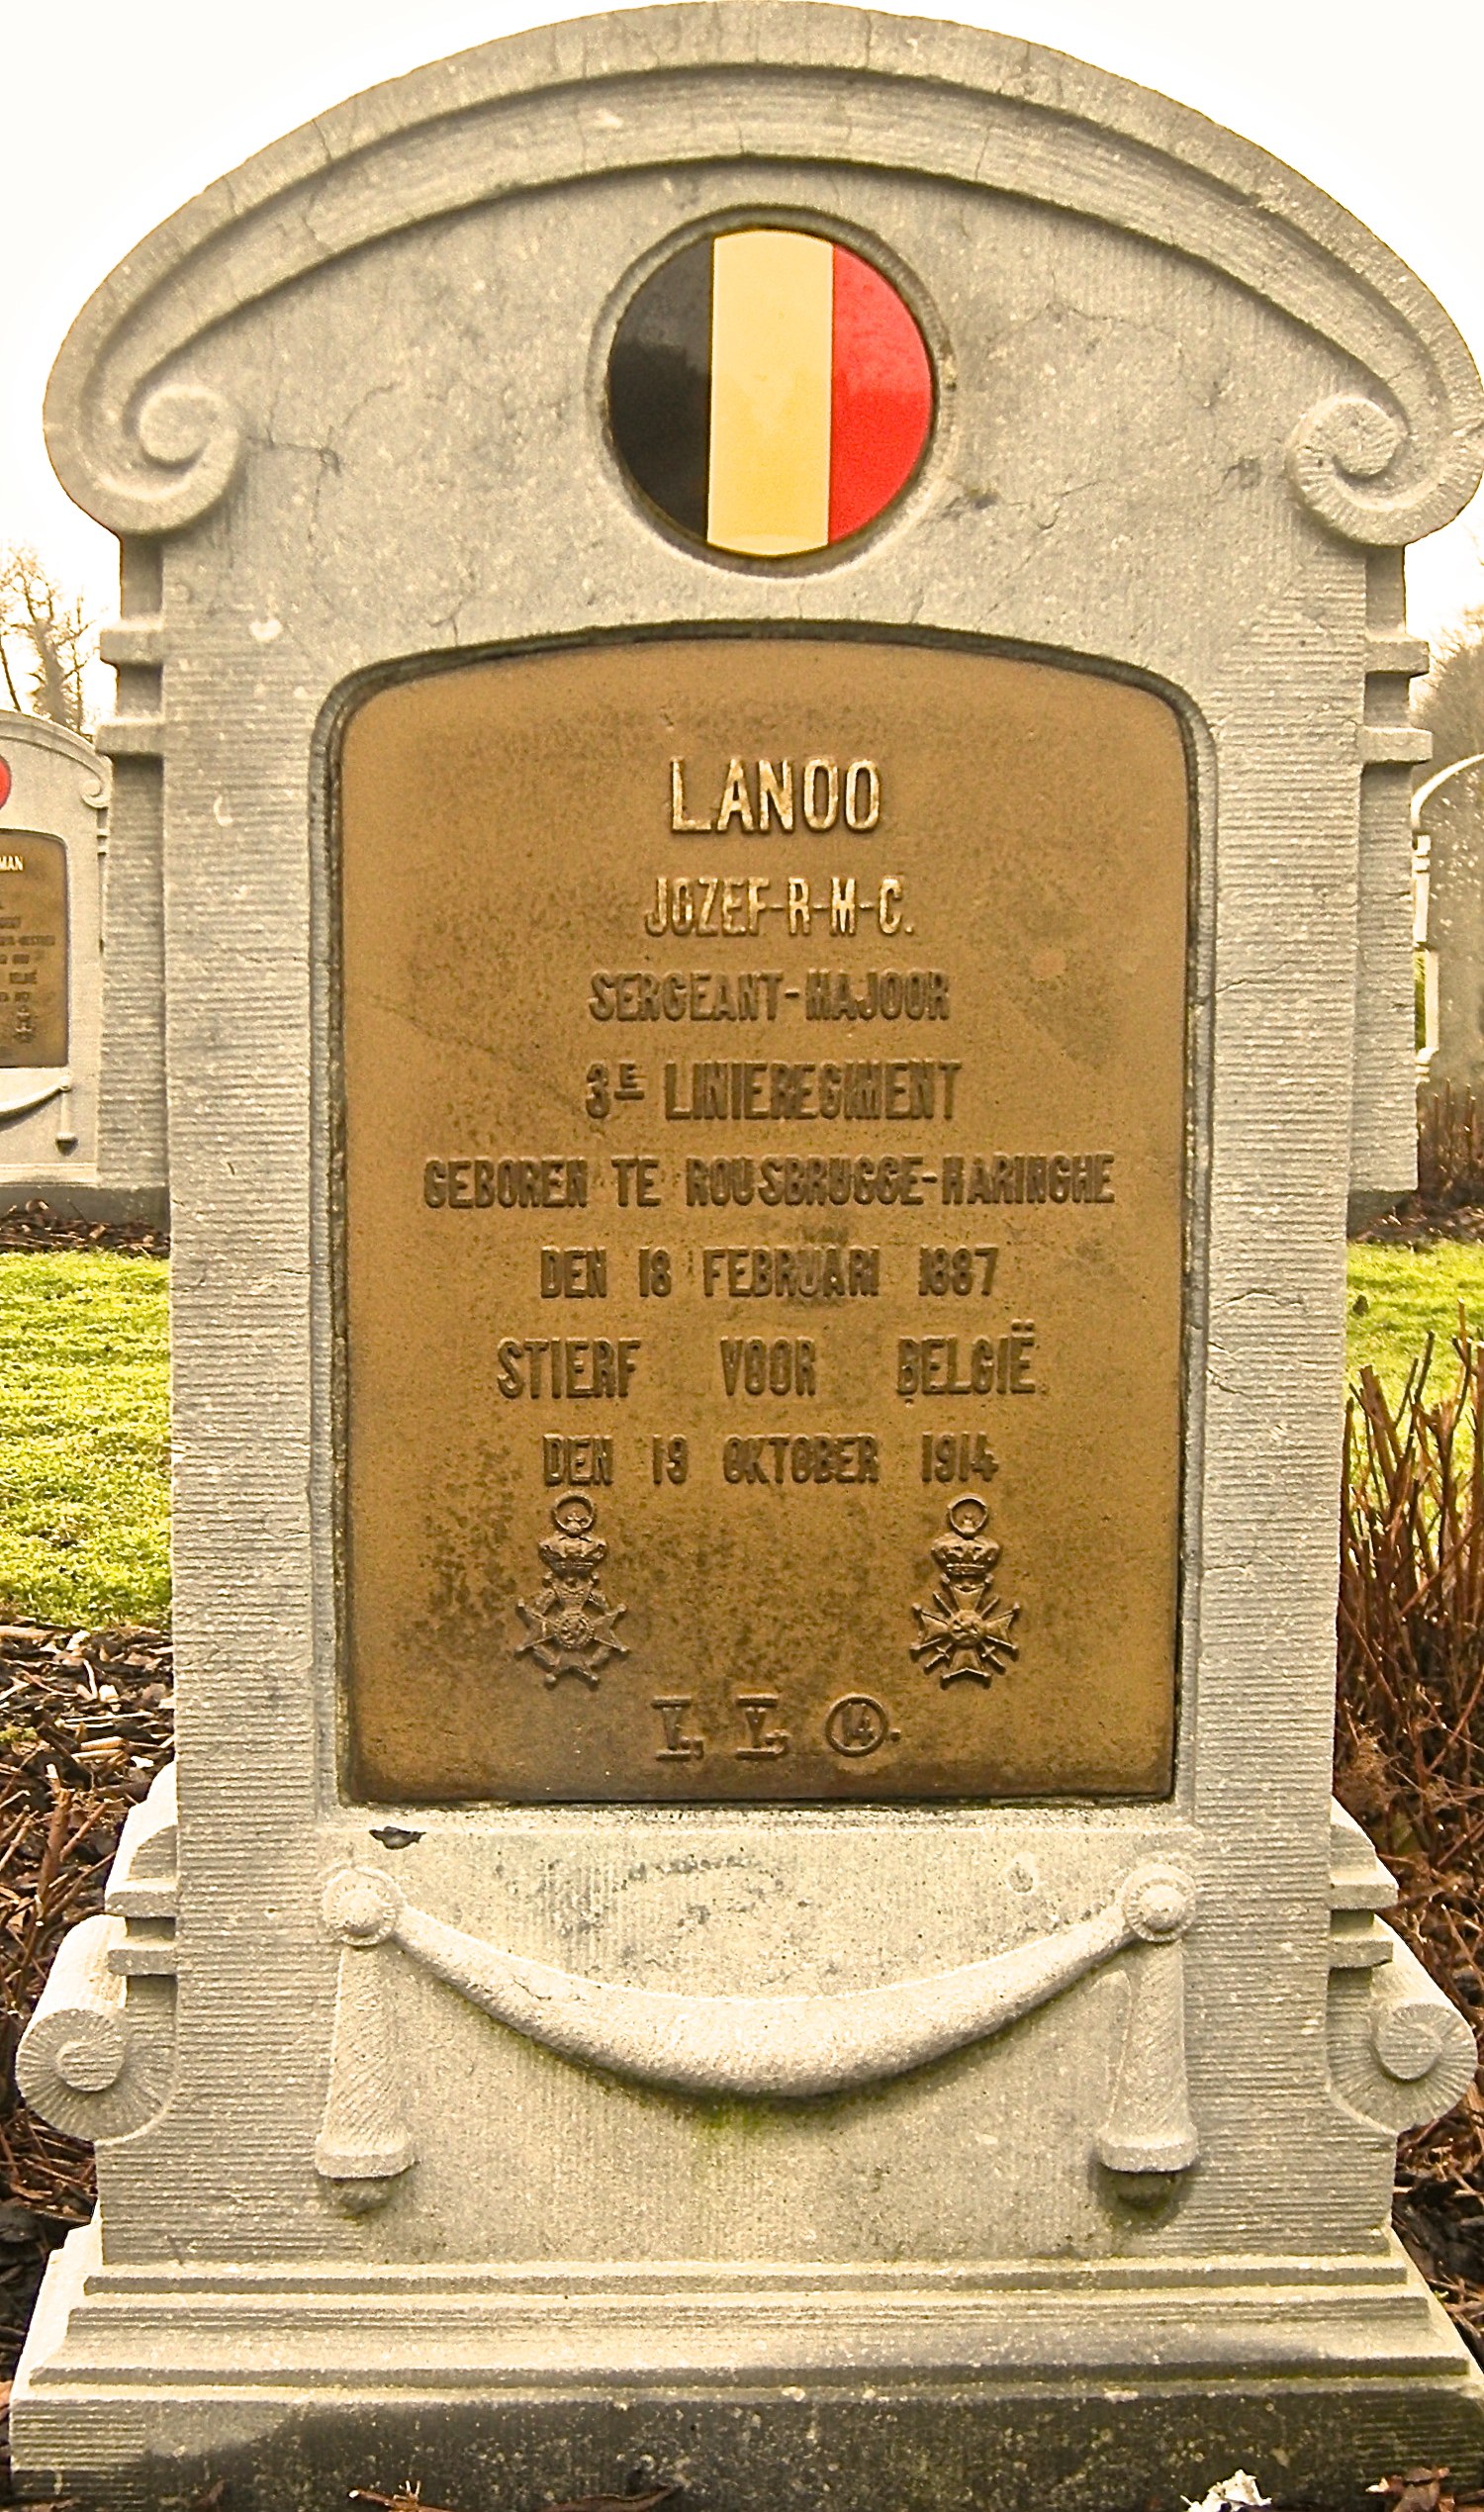 LANOO
JOZEF-R-M-C.
SERGEANT-MAJOOR
3E LINIEREGIMENT
GEBOREN TE ROUSBRUGGE-HARINGHE
DEN 18 FEBRUARI 1887
STIERF VOOR BELGIË
DEN 19 OKTOBER 1914
14
MAN